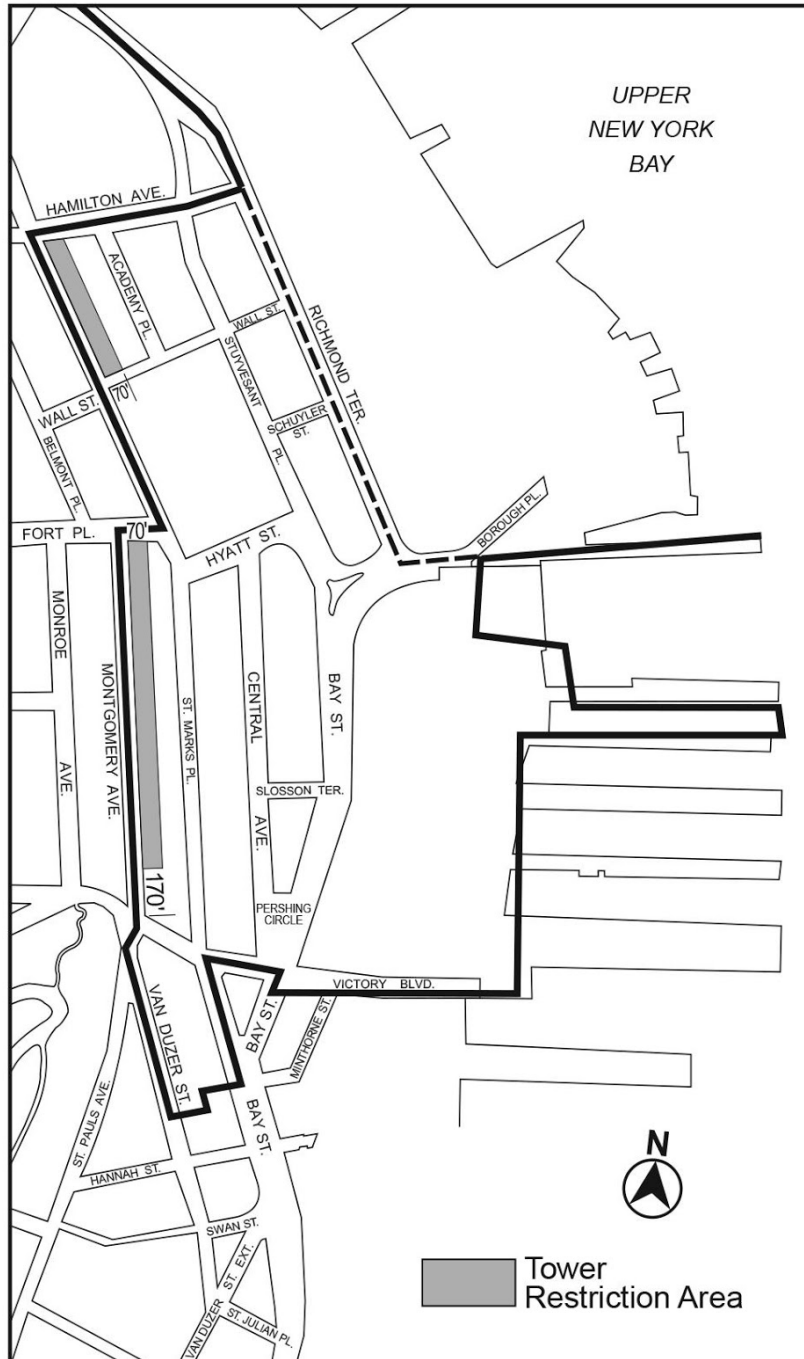 UPPER
NEW YORK
BAY
HAMILTON AVE.
ACADEMY PL.
WALL ST.
RICHMOND TER.
STUYVESANT
PL.
SCHUYLER
ST.
70'
WALL ST.
BELMONT PL.
BOROUGH PL.
FORT PL.
70'
HYATT ST.
MONROE
AVE.
MONTGOMERY AVE.
ST. MARKS PL.
CENTRAL
AVE.
BAY ST.
SLOSSON TER.
170'
PERSHING
CIRCLE
VICTORY BLVD.
VAN DUZER ST.
BAY ST.
MINTHORNE ST.
BAY ST.
ST. PAULS AVE.
HANNAH ST.
SWAN ST.
VAN DUZER
ST. EXT.
ST. JULIAN PL.
N
Tower
Restriction Area